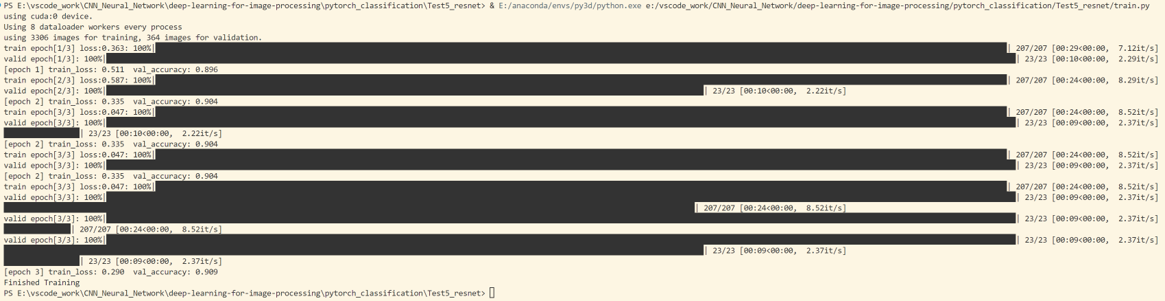 PS E:\vscode_work\CNN_Neural_Network\deep-learning-for-image-processing\pytorch_classification\Test5_resnet> & E:/anaconda/envs/py3d/python.exe e:/vscode_work/CNN_Neural_Network/deep-learning-for-image-processing/pytorch_classification/Test5_resnet/train.py
using cuda:0 device.
Using 8 dataloader workers every process
using 3306 images for training, 364 images for validation.
train epoch[1/3] loss:0.363: 100%| | 207/207 [00:29<00:00, 7.12it/s]
valid epoch[1/3]: 100%| | 23/23 [00:10<00:00, 2.29it/s]
[epoch 1] train_loss: 0.511 val_accuracy: 0.896
train epoch[2/3] loss:0.587: 100%| | 207/207 [00:24<00:00, 8.29it/s]
valid epoch[2/3]: 100%| | 23/23 [00:10<00:00, 2.22it/s]
[epoch 2] train_loss: 0.335 val_accuracy: 0.904
train epoch[3/3] loss:0.047: 100%| | 207/207 [00:24<00:00, 8.52it/s]
valid epoch[3/3]: 100%| | 23/23 [00:09<00:00, 2.37it/s]
| 23/23 [00:10<00:00, 2.22it/s]
[epoch 2] train_loss: 0.335 val_accuracy: 0.904
train epoch[3/3] loss:0.047: 100%| | 207/207 [00:24<00:00, 8.52it/s]
valid epoch[3/3]: 100%| | 23/23 [00:09<00:00, 2.37it/s]
[epoch 2] train_loss: 0.335 val_accuracy: 0.904
train epoch[3/3] loss:0.047: 100%| | 207/207 [00:24<00:00, 8.52it/s]
valid epoch[3/3]: 100%| | 23/23 [00:09<00:00, 2.37it/s]
| 207/207 [00:24<00:00, 8.52it/s]
valid epoch[3/3]: 100%| | 23/23 [00:09<00:00, 2.37it/s]
| 207/207 [00:24<00:00, 8.52it/s]
valid epoch[3/3]: 100%| | 23/23 [00:09<00:00, 2.37it/s]
| 23/23 [00:09<00:00, 2.37it/s]
| 23/23 [00:09<00:00, 2.37it/s]
[epoch 3] train_loss: 0.290 val_accuracy: 0.909
Finished Training
PS E:\vscode_work\CNN_Neural_Network\deep-learning-for-image-processing\pytorch_classification\Test5_resnet>